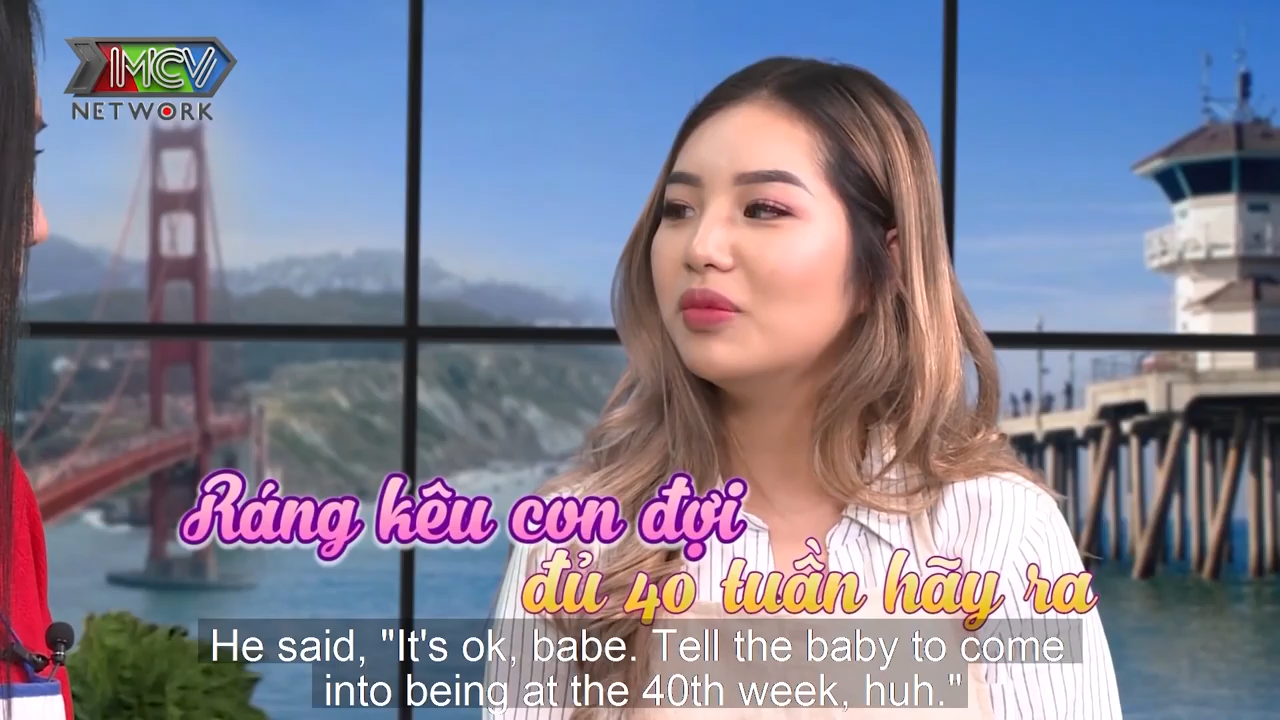 MCV
NETWORK
Ráng kêu con đợi
đủ 40 tuần hãy ra
He said, "It's ok, babe. Tell the baby to come
into being at the 40th week, huh."